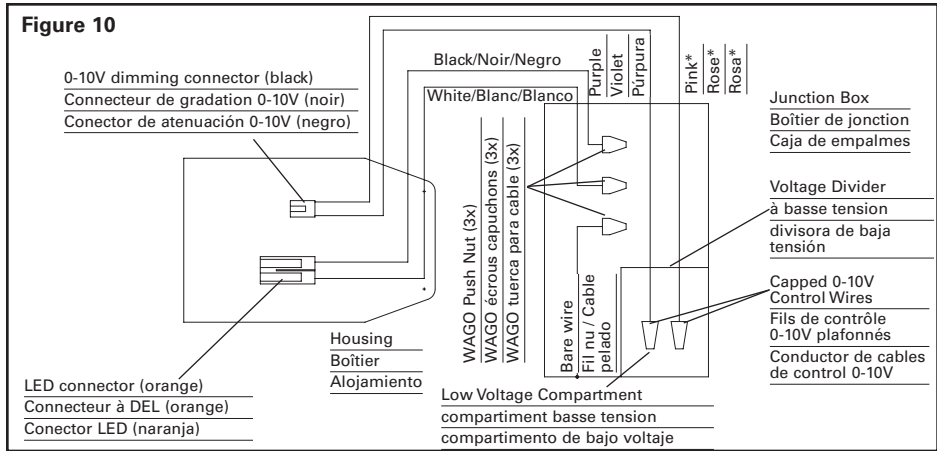 Figure 10
0-10V dimming connector (black)
Connecteur de gradation 0-10V (noir)
Conector de atenuación 0-10V (negro)
Black/Noir/Negro
White/Blanc/Blanco
Purple
Violet
Púrpura
Pink*
Rose*
Rosa*
Junction Box
Boîtier de jonction
Caja de empalmes
WAGO Push Nut (3x)
WAGO écrous capuchons (3x)
WAGO tuerca para cable (3x)
Voltage Divider
à basse tension
divisora de baja
tensión
Bare wire
Fil nu / Cable
pelado
Capped 0-10V
Control Wires
Fils de contrôle
0-10V plafonnés
Conductor de cables
de control 0-10V
Housing
Boîtier
Alojamiento
LED connector (orange)
Connecteur à DEL (orange)
Conector LED (naranja)
Low Voltage Compartment
compartiment basse tension
compartimento de bajo voltaje